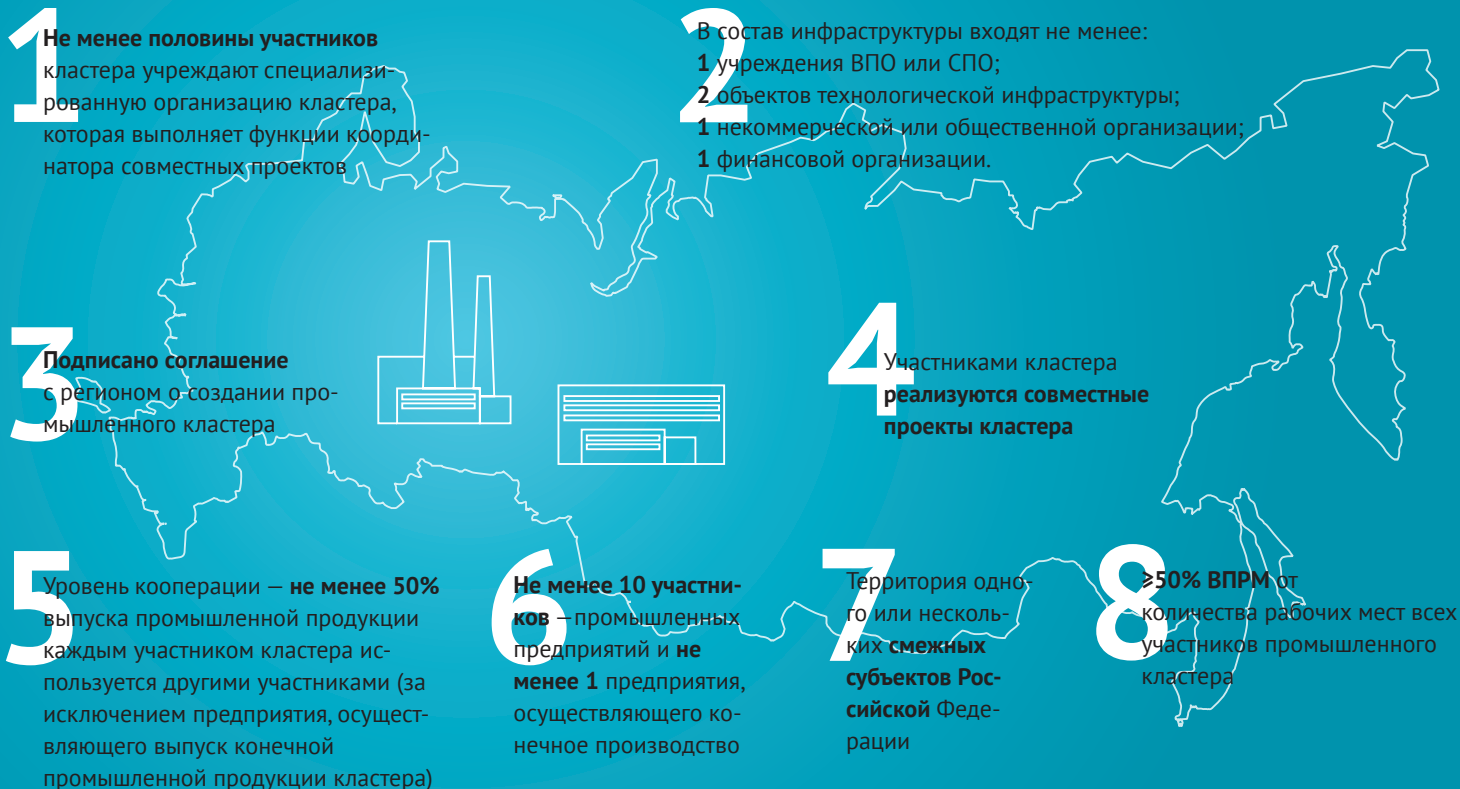 1
Не менее половины участников
кластера учреждают специализи-
рованную организацию кластера,
которая выполняет функции коорди-
натора совместных проектов
2
В состав инфраструктуры входят не менее:
1 учреждения ВПО или СПО;
2 объектов технологической инфраструктуры;
1 некоммерческой или общественной организации;
1 финансовой организации.
3
Подписано соглашение
с регионом о создании про-
мышленного кластера
4
Участниками кластера
реализуются совместные
проекты кластера
5
Уровень кооперации — не менее 50%
выпуска промышленной продукции
каждым участником кластера ис-
пользуется другими участниками (за
исключением предприятия, осущест-
вляющего выпуск конечной
промышленной продукции кластера)
6
Не менее 10 участни-
ков — промышленных
предприятий и не
менее 1 предприятия,
осуществляющего ко-
нечное производство
7
Территория одно-
го или несколь-
ких смежных
субъектов Рос-
сийской Феде-
рации
8
⩾50% ВПРМ от
количества рабочих мест всех
участников промышленного
кластера